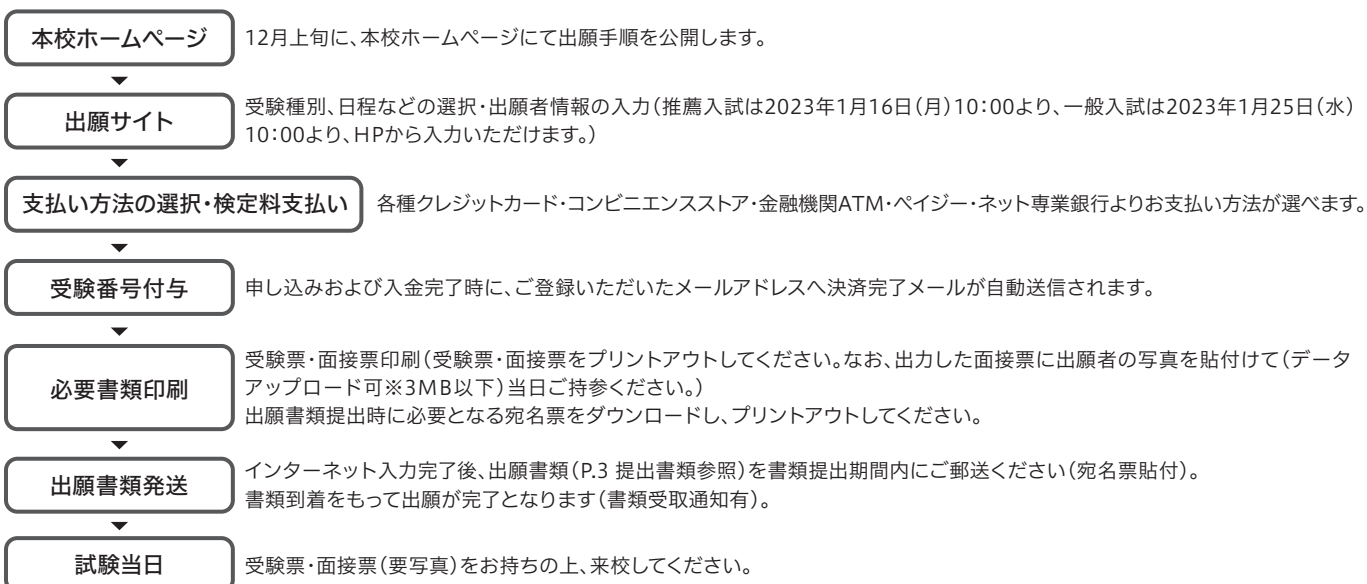 本校ホームページ
12月上旬に、本校ホームページにて出願手順を公開します。
出願サイト
受験種別、日程などの選択・出願者情報の入力（推薦入試は2023年1月16日（月）10：00より、一般入試は2023年1月25日（水）
10：00より、HPから入力いただけます。）
支払い方法の選択・検定料支払い
各種クレジットカード・コンビニエンスストア・金融機関ATM・ペイジー・ネット専業銀行よりお支払い方法が選べます。
受験番号付与
申し込みおよび入金完了時に、ご登録いただいたメールアドレスへ決済完了メールが自動送信されます。
必要書類印刷
受験票・面接票印刷（受験票・面接票をプリントアウトしてください。なお、出力した面接票に出願者の写真を貼付けて（データ
アップロード可※3MB以下）当日ご持参ください。）
出願書類提出時に必要となる宛名票をダウンロードし、プリントアウトしてください。
出願書類発送
インターネット入力完了後、出願書類（P.3 提出書類参照）を書類提出期間内にご郵送ください（宛名票貼付）。
書類到着をもって出願が完了となります（書類受取通知有）。
試験当日
受験票・面接票（要写真）をお持ちの上、来校してください。